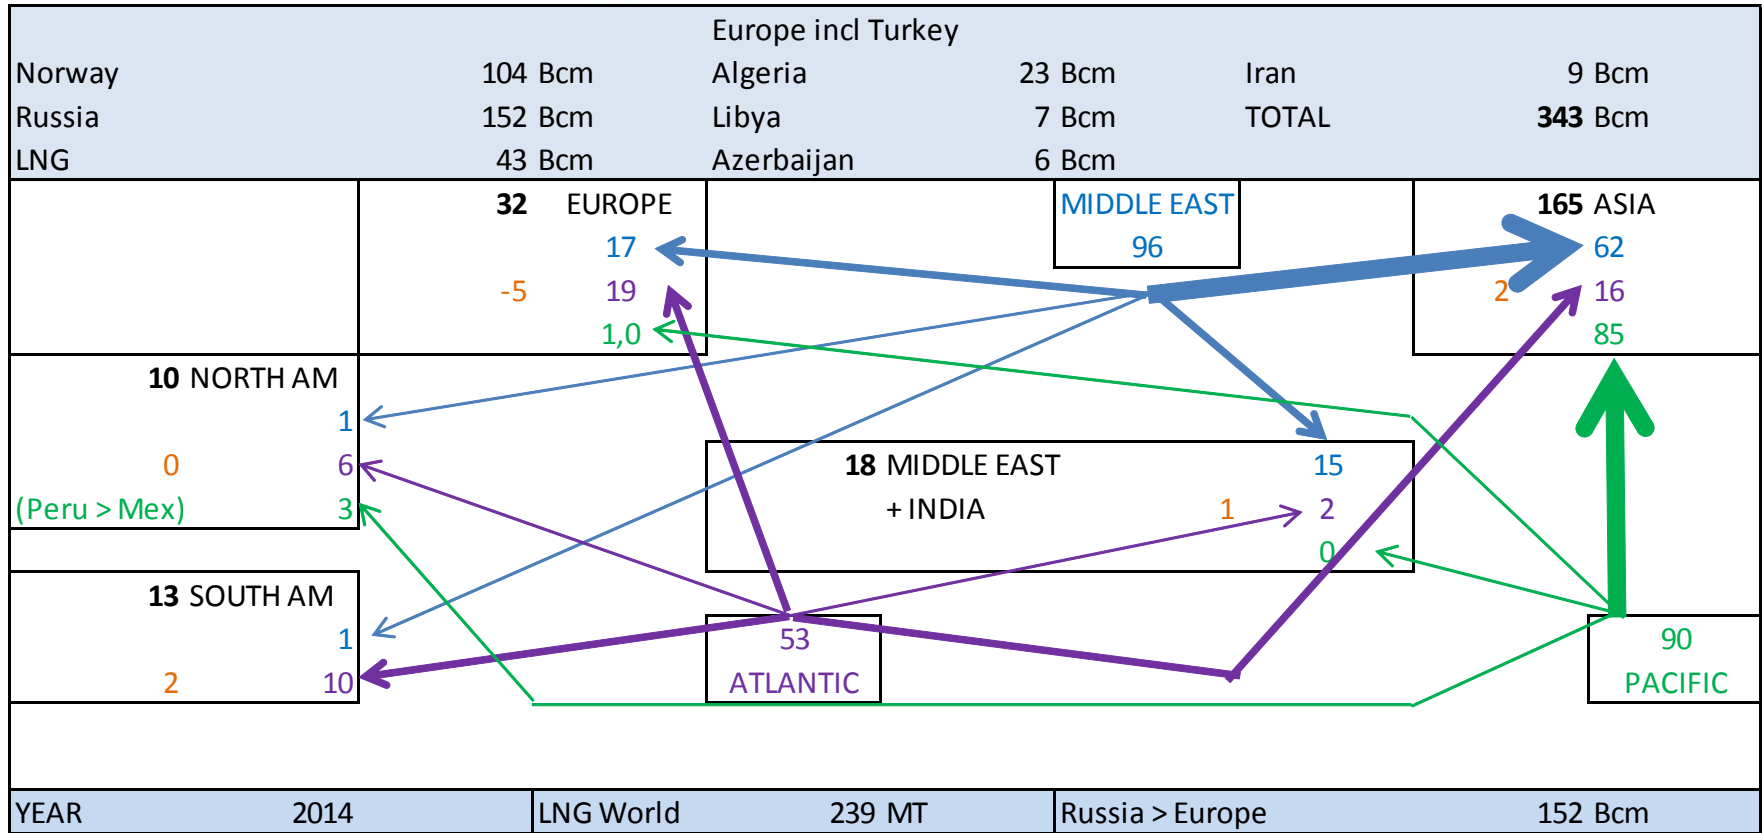 Europe incl Turkey
Norway 104 Bcm Algeria 23 Bcm Iran 9 Bcm
Russia 152 Bcm Libya 7 Bcm TOTAL 343 Bcm
LNG 43 Bcm Azerbaijan 6 Bcm
32 EUROPE MIDDLE EAST 165 ASIA
17 96 62
-5 19 2 16
1,0 85
10 NORTH AM
1
0 6 18 MIDDLE EAST 15
(Peru > Mex) 3 + INDIA 1 2
0
13 SOUTH AM
1 53 90
2 10 ATLANTIC PACIFIC
YEAR 2014 LNG World 239 MT Russia > Europe 152 Bcm